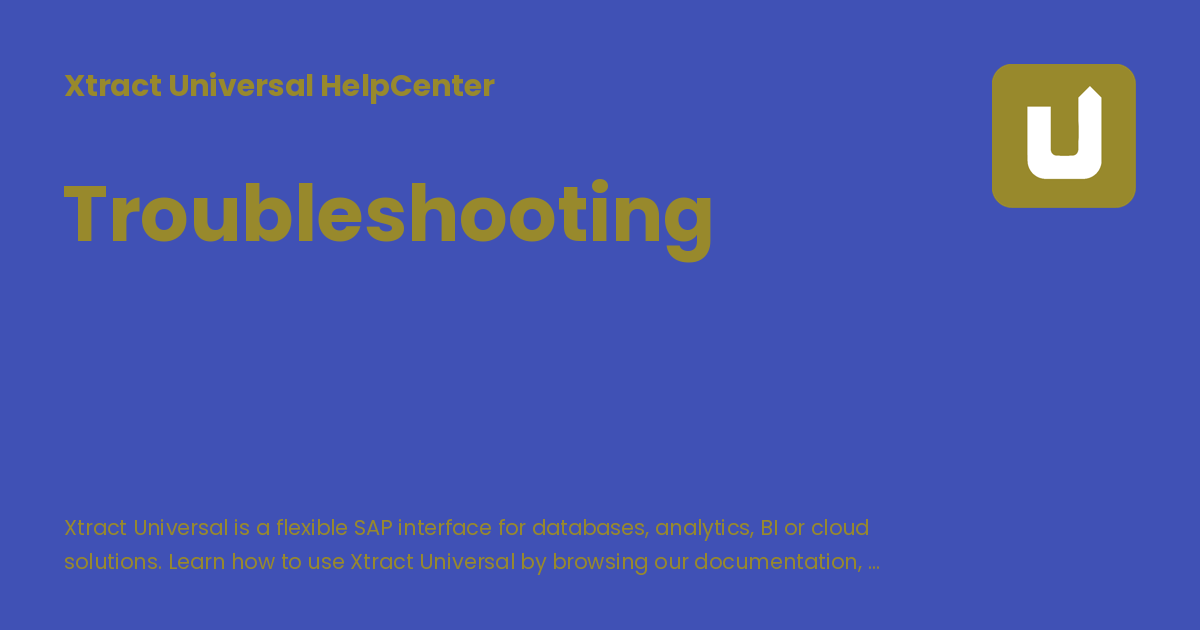 Xtract Universal HelpCenter
Troubleshooting
Xtract Universal is a flexible SAP interface for databases, analytics, BI or cloud
solutions. Learn how to use Xtract Universal by browsing our documentation, ...